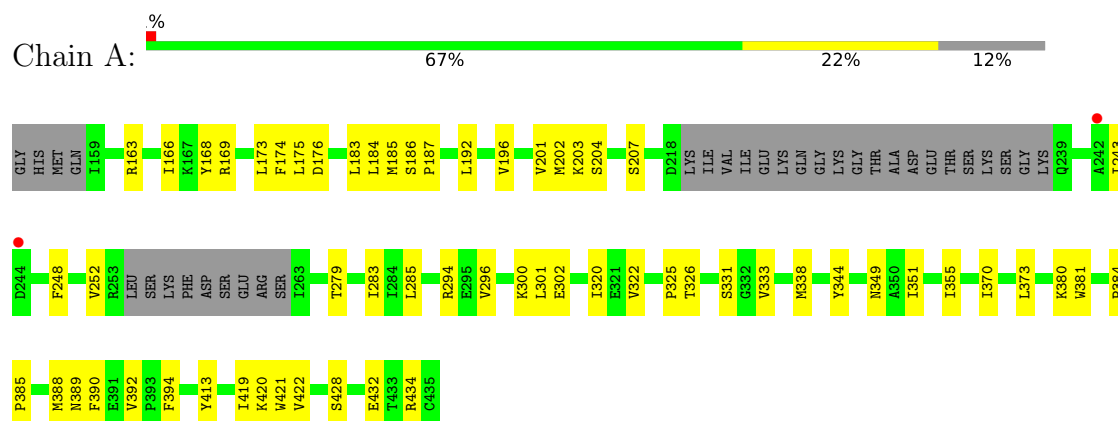 .%
Chain A:
67% 22% 12%
GLY HIS MET GLN I159 R163 I166 K167 Y168 R169 L173 F174 L175 D176 L183 L184 M185 S186 P187 L192 V196 V201 M202 K203 S204 S207 D218 LYS ILE VAL ILE GLU LYS GLN GLY LYS GLY THR ALA ASP GLU THR SER LYS SER GLY LYS Q239 A242
D244 F248 V252 R253 LEU SER LYS PHE ASP SER GLU ARG SER I263 T279 I283 I284 L285 R294 E295 V296 K300 L301 E302 I320 E321 V322 P325 T326 S331 G332 V333 M338 Y344 N349 A350 I351 I355 I370 L373 K380 W381
P385 M388 N389 F390 E391 V392 P393 F394 Y413 I419 K420 W421 V422 S428 E432 T433 R434 C435